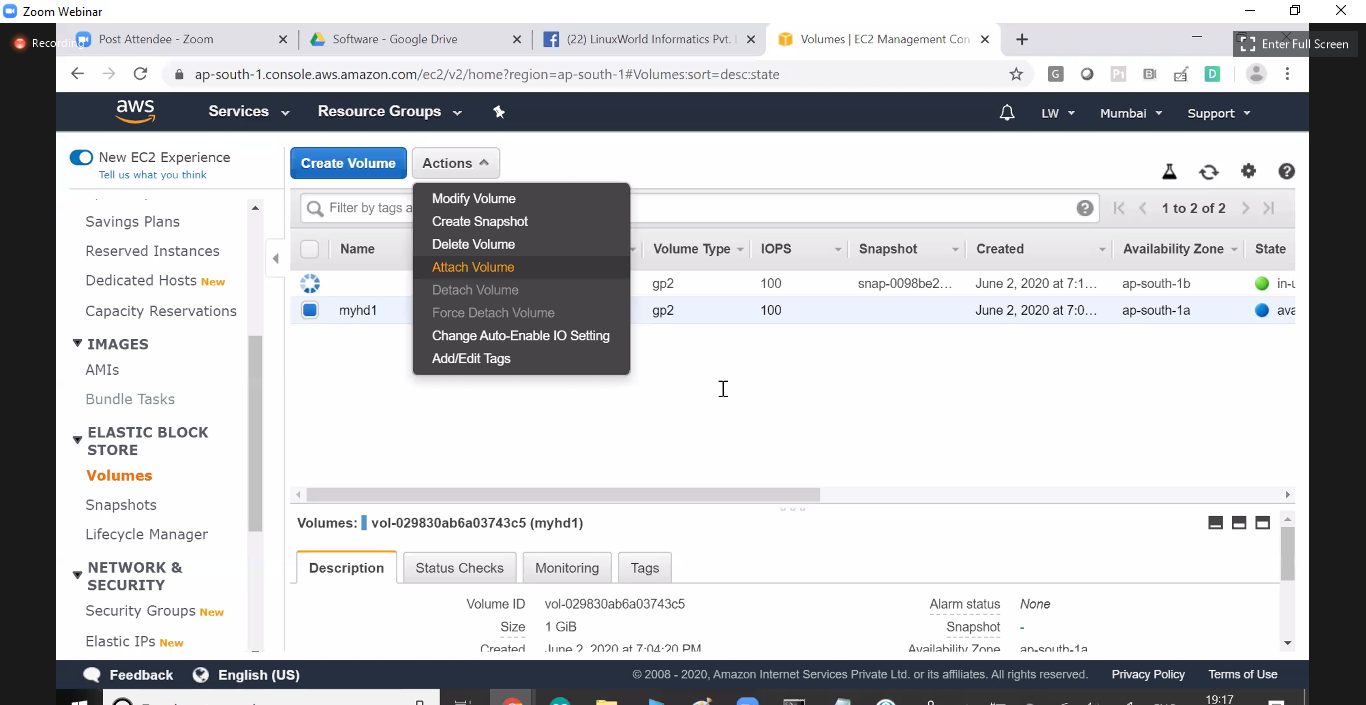 Zoom Webinar
Recording
Post Attendee - Zoom
Software - Google Drive
(22) LinuxWorld Informatics Pvt.
Volumes | EC2 Management Con
Enter Full Screen
ap-south-1.console.aws.amazon.com/ec2/v2/home?region=ap-south-1#Volumes:sort=desc:state
aws Services Resource Groups LW Mumbai Support
New EC2 Experience
Tell us what you think
Savings Plans
Reserved Instances
Dedicated Hosts New
Capacity Reservations
IMAGES
AMIs
Bundle Tasks
ELASTIC BLOCK
STORE
Volumes
Snapshots
Lifecycle Manager
NETWORK &
SECURITY
Security Groups New
Elastic IPs New
Create Volume Actions
Filter by tags a
1 to 2 of 2
Modify Volume
Create Snapshot
Delete Volume
Attach Volume
Detach Volume
Force Detach Volume
Change Auto-Enable IO Setting
Add/Edit Tags
Name Volume Type IOPS Snapshot Created Availability Zone State
gp2 100 snap-0098be2... June 2, 2020 at 7:1... ap-south-1b in-u
myhd1 gp2 100 June 2, 2020 at 7:0... ap-south-1a ava
Volumes: vol-029830ab6a03743c5 (myhd1)
Description Status Checks Monitoring Tags
Volume ID vol-029830ab6a03743c5 Alarm status None
Size 1 GiB Snapshot -
Created June 2, 2020 at 7:04:20 PM Availability Zone ap-south-1a
Feedback English (US)
© 2008 - 2020, Amazon Internet Services Private Ltd. or its affiliates. All rights reserved. Privacy Policy Terms of Use
19:17